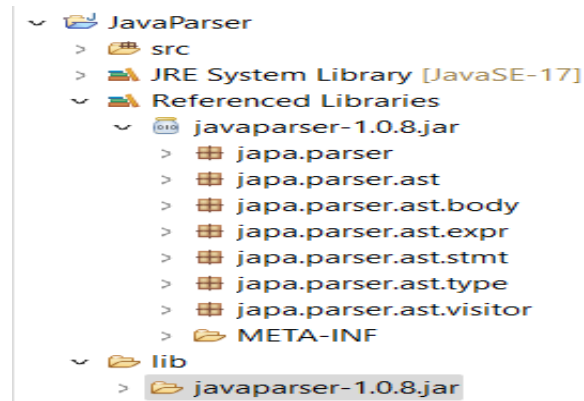 JavaParser
src
JRE System Library [JavaSE-17]
Referenced Libraries
javaparser-1.0.8.jar
japa.parser
japa.parser.ast
japa.parser.ast.body
japa.parser.ast.expr
japa.parser.ast.stmt
japa.parser.ast.type
japa.parser.ast.visitor
META-INF
lib
javaparser-1.0.8.jar